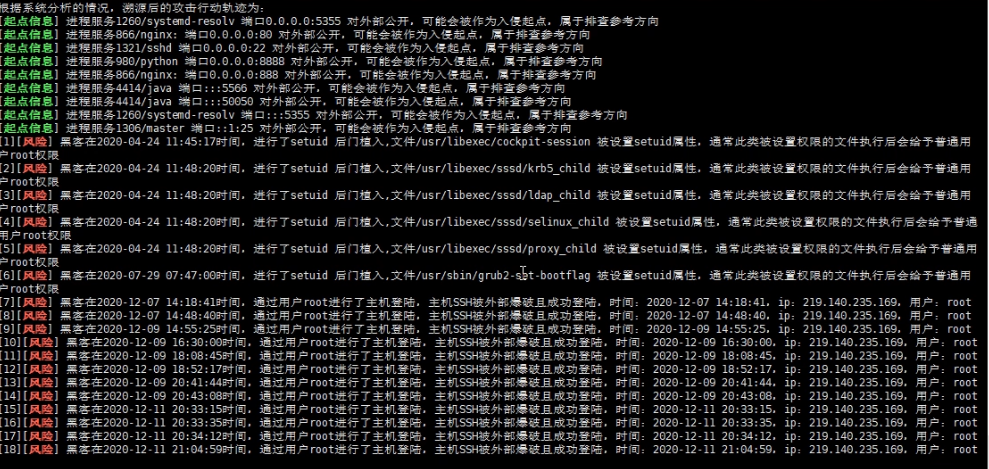 根据系统分析的情况，溯源后的攻击行动轨迹为：
[起点信息] 进程服务1260/systemd-resolv 端口0.0.0.0:5355 对外部公开，可能会被作为入侵起点，属于排查参考方向
[起点信息] 进程服务866/nginx: 端口0.0.0.0:80 对外部公开，可能会被作为入侵起点，属于排查参考方向
[起点信息] 进程服务1321/sshd 端口0.0.0.0:22 对外部公开，可能会被作为入侵起点，属于排查参考方向
[起点信息] 进程服务980/python 端口0.0.0.0:8888 对外部公开，可能会被作为入侵起点，属于排查参考方向
[起点信息] 进程服务866/nginx: 端口0.0.0.0:888 对外部公开，可能会被作为入侵起点，属于排查参考方向
[起点信息] 进程服务4414/java 端口:::5566 对外部公开，可能会被作为入侵起点，属于排查参考方向
[起点信息] 进程服务4414/java 端口:::50050 对外部公开，可能会被作为入侵起点，属于排查参考方向
[起点信息] 进程服务1260/systemd-resolv 端口:::5355 对外部公开，可能会被作为入侵起点，属于排查参考方向
[起点信息] 进程服务1306/master 端口::1:25 对外部公开，可能会被作为入侵起点，属于排查参考方向
[1][风险] 黑客在2020-04-24 11:45:17时间，进行了setuid 后门植入,文件/usr/libexec/cockpit-session 被设置setuid属性，通常此类被设置权限的文件执行后会给予普通用
户root权限
[2][风险] 黑客在2020-04-24 11:48:20时间，进行了setuid 后门植入,文件/usr/libexec/sssd/krb5_child 被设置setuid属性，通常此类被设置权限的文件执行后会给予普通用
户root权限
[3][风险] 黑客在2020-04-24 11:48:20时间，进行了setuid 后门植入,文件/usr/libexec/sssd/ldap_child 被设置setuid属性，通常此类被设置权限的文件执行后会给予普通用
户root权限
[4][风险] 黑客在2020-04-24 11:48:20时间，进行了setuid 后门植入,文件/usr/libexec/sssd/selinux_child 被设置setuid属性，通常此类被设置权限的文件执行后会给予普通
用户root权限
[5][风险] 黑客在2020-04-24 11:48:20时间，进行了setuid 后门植入,文件/usr/libexec/sssd/proxy_child 被设置setuid属性，通常此类被设置权限的文件执行后会给予普通用
户root权限
[6][风险] 黑客在2020-07-29 07:47:00时间，进行了setuid 后门植入,文件/usr/sbin/grub2-set-bootflag 被设置setuid属性，通常此类被设置权限的文件执行后会给予普通用
户root权限
[7][风险] 黑客在2020-12-07 14:18:41时间，通过用户root进行了主机登陆，主机SSH被外部爆破且成功登陆，时间：2020-12-07 14:18:41，ip：219.140.235.169，用户：root
[8][风险] 黑客在2020-12-07 14:48:40时间，通过用户root进行了主机登陆，主机SSH被外部爆破且成功登陆，时间：2020-12-07 14:48:40，ip：219.140.235.169，用户：root
[9][风险] 黑客在2020-12-09 14:55:25时间，通过用户root进行了主机登陆，主机SSH被外部爆破且成功登陆，时间：2020-12-09 14:55:25，ip：219.140.235.169，用户：root
[10][风险] 黑客在2020-12-09 16:30:00时间，通过用户root进行了主机登陆，主机SSH被外部爆破且成功登陆，时间：2020-12-09 16:30:00，ip：219.140.235.169，用户：root
[11][风险] 黑客在2020-12-09 18:08:45时间，通过用户root进行了主机登陆，主机SSH被外部爆破且成功登陆，时间：2020-12-09 18:08:45，ip：219.140.235.169，用户：root
[12][风险] 黑客在2020-12-09 18:52:17时间，通过用户root进行了主机登陆，主机SSH被外部爆破且成功登陆，时间：2020-12-09 18:52:17，ip：219.140.235.169，用户：root
[13][风险] 黑客在2020-12-09 20:41:44时间，通过用户root进行了主机登陆，主机SSH被外部爆破且成功登陆，时间：2020-12-09 20:41:44，ip：219.140.235.169，用户：root
[14][风险] 黑客在2020-12-09 20:43:08时间，通过用户root进行了主机登陆，主机SSH被外部爆破且成功登陆，时间：2020-12-09 20:43:08，ip：219.140.235.169，用户：root
[15][风险] 黑客在2020-12-11 20:33:15时间，通过用户root进行了主机登陆，主机SSH被外部爆破且成功登陆，时间：2020-12-11 20:33:15，ip：219.140.235.169，用户：root
[16][风险] 黑客在2020-12-11 20:33:35时间，通过用户root进行了主机登陆，主机SSH被外部爆破且成功登陆，时间：2020-12-11 20:33:35，ip：219.140.235.169，用户：root
[17][风险] 黑客在2020-12-11 20:34:12时间，通过用户root进行了主机登陆，主机SSH被外部爆破且成功登陆，时间：2020-12-11 20:34:12，ip：219.140.235.169，用户：root
[18][风险] 黑客在2020-12-11 21:04:59时间，通过用户root进行了主机登陆，主机SSH被外部爆破且成功登陆，时间：2020-12-11 21:04:59，ip：219.140.235.169，用户：root